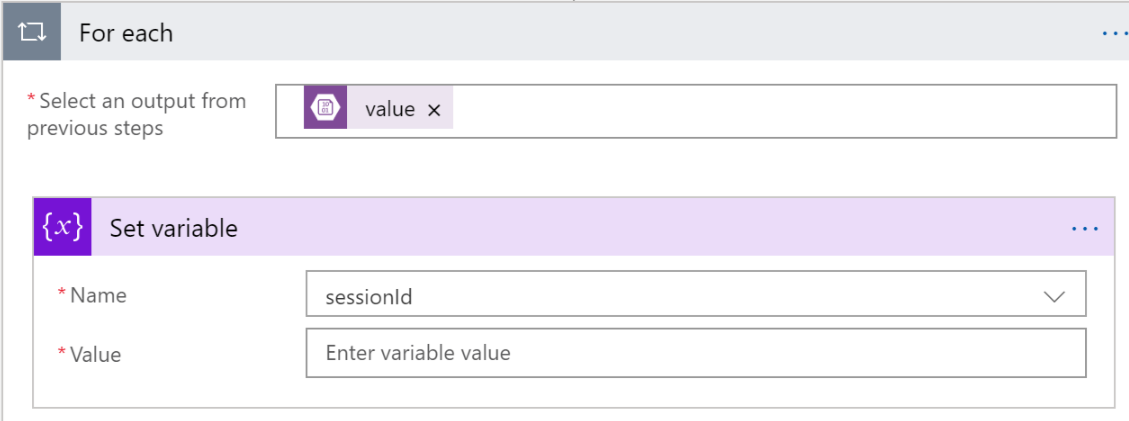 For each
* Select an output from
previous steps
value ×
{x} Set variable
* Name
sessionId
* Value
Enter variable value